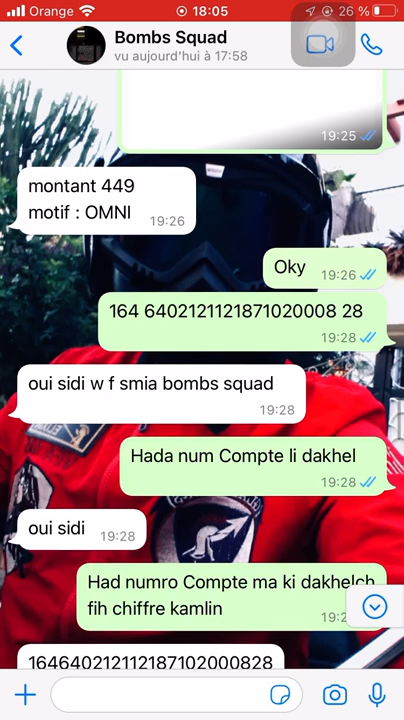 Orange 18:05 26 %
Bombs Squad
vu aujourd'hui à 17:58
19:25
montant 449
motif : OMNI 19:26
Oky 19:26
164 6402121121871020008 28
19:28
oui sidi w f smia bombs squad
19:28
Hada num Compte li dakhel
19:28
oui sidi 19:28
Had numro Compte ma ki dakhelch
fih chiffre kamlin
164640212112187102000828